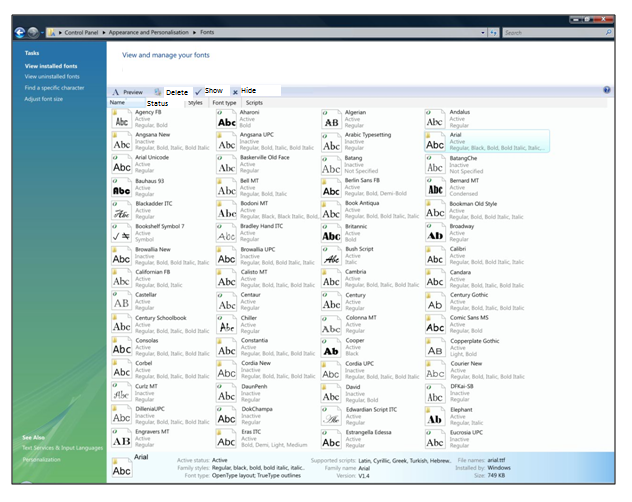 Control Panel ▸ Appearance and Personalisation ▸ Fonts
Search
Tasks
View installed fonts
View uninstalled fonts
Find a specific character
Adjust font size
View and manage your fonts
Preview Delete Show Hide
Name Status Styles Font type Scripts
Agency FB
Active
Regular, Bold
Aharoni
Active
Bold
Algerian
Active
Regular
Andalus
Active
Regular
Angsana New
Inactive
Regular, Bold, Italic, Bold Italic
Angsana UPC
Inactive
Regular, Bold, Italic, Bold Italic
Arabic Typesetting
Inactive
Regular
Arial
Active
Regular, Black, Bold, Bold Italic, Italic,...
Arial Unicode
Active
Regular
Baskerville Old Face
Active
Regular
Batang
Inactive
Not Specified
BatangChe
Inactive
Not Specified
Bauhaus 93
Active
Regular
Bell MT
Active
Regular, Bold, Italic
Berlin Sans FB
Active
Regular, Bold, Demi-Bold
Bernard MT
Active
Condensed
Blackadder ITC
Active
Regular
Bodoni MT
Active
Regular, Black, Black Italic, Bold,
Book Antiqua
Active
Regular, Bold, Bold Italic, Italic
Bookman Old Style
Active
Regular, Bold, Bold Italic, Italic
Bookshelf Symbol 7
Active
Symbol
Bradley Hand ITC
Active
Regular
Britannic
Active
Bold
Broadway
Active
Regular
Browallia New
Inactive
Regular, Bold, Bold Italic, Italic
Browallia UPC
Inactive
Regular, Bold, Bold Italic, Italic
Bush Script
Active
Italic
Calibri
Active
Regular, Bold, Bold Italic, Italic
Californian FB
Active
Regular, Bold, Italic
Calisto MT
Active
Regular, Bold, Bold Italic, Italic
Cambria
Active
Regular, Bold, Bold Italic, Italic
Candara
Active
Regular, Bold, Bold Italic, Italic
Castellar
Active
Regular
Centaur
Active
Regular
Century
Active
Regular
Century Gothic
Active
Regular, Bold, Italic, Bold Italic
Century Schoolbook
Active
Regular, Bold, Italic, Bold Italic
Chiller
Active
Regular
Colonna MT
Active
Regular
Comic Sans MS
Active
Regular, Bold
Consolas
Active
Regular, Bold, Italic, Bold Italic
Constantia
Active
Regular, Bold, Italic, Bold Italic
Cooper
Active
Black
Copperplate Gothic
Active
Light, Bold
Corbel
Active
Regular, Bold, Italic, Bold Italic
Cordia New
Inactive
Regular, Bold, Italic, Bold Italic
Cordia UPC
Inactive
Regular, Bold, Italic, Bold Italic
Courier New
Active
Regular, Bold, Italic, Bold Italic
Curlz MT
Active
Regular
DaunPenh
Inactive
Regular
David
Inactive
Regular, Bold
DFKai-SB
Inactive
Regular
DilleniaUPC
Inactive
Regular, Bold, Italic, Bold Italic
DokChampa
Inactive
Regular
Edwardian Script ITC
Active
Regular
Elephant
Active
Regular, Italic
Engravers MT
Active
Regular
Eras ITC
Active
Bold, Demi, Light, Medium
Estrangella Edessa
Active
Regular
Eucrosia UPC
Inactive
Regular
See Also
Text Services & Input Languages
Personalization
Arial
Active status: Active
Family styles: Regular, black, bold, bold italic, italic..
Font type: OpenType layout; TrueType outlines
Supported scripts: Latin, Cyrillic, Greek, Turkish, Hebrew..
Family name Arial
Version: V1.4
File names: arial.ttf
Installed by: Windows
Size: 749 KB